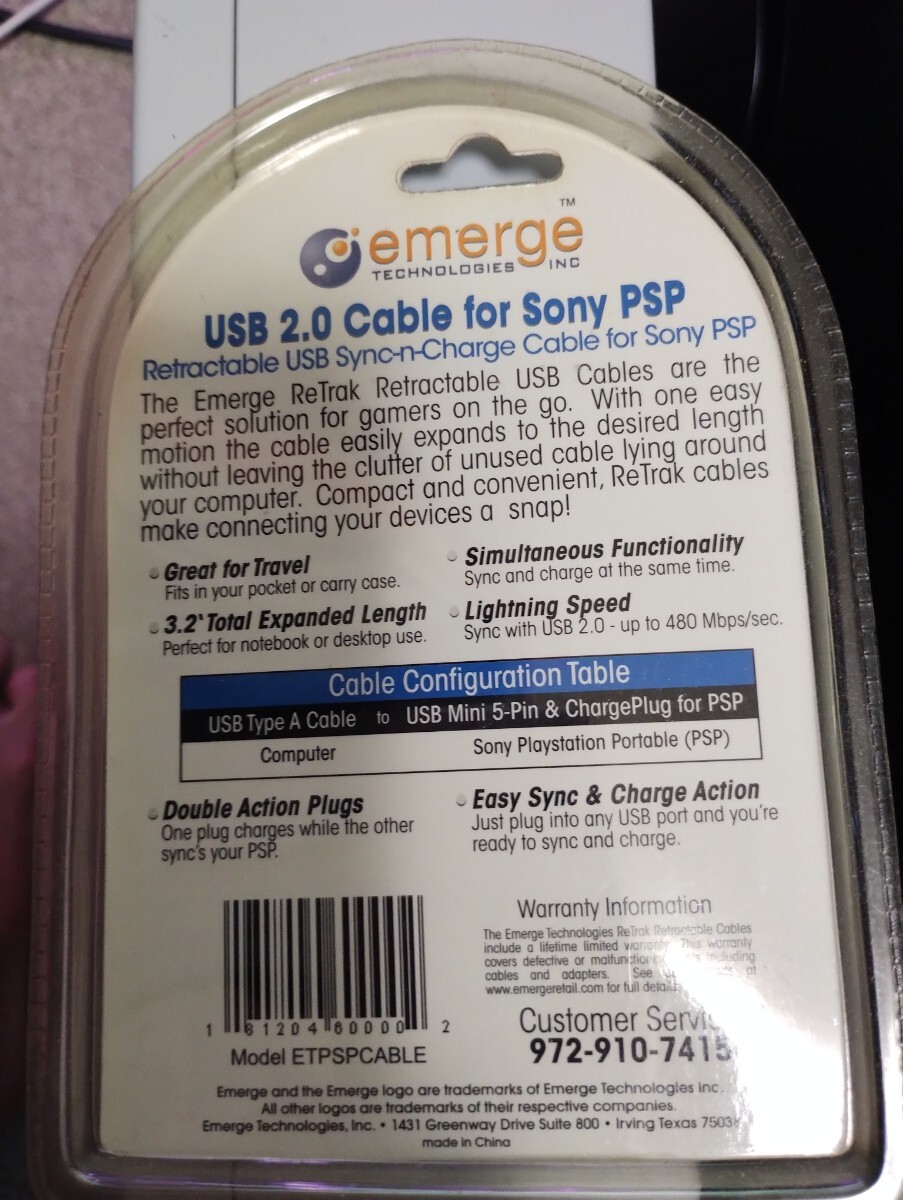 emerge™
TECHNOLOGIES INC
USB 2.0 Cable for Sony PSP
Retractable USB Sync-n-Charge Cable for Sony PSP
The Emerge ReTrak Retractable USB Cables are the
perfect solution for gamers on the go. With one easy
motion the cable easily expands to the desired length
without leaving the clutter of unused cable lying around
your computer. Compact and convenient, ReTrak cables
make connecting your devices a snap!
Great for Travel
Fits in your pocket or carry case.
Simultaneous Functionality
Sync and charge at the same time.
3.2' Total Expanded Length
Perfect for notebook or desktop use.
Lightning Speed
Sync with USB 2.0 - up to 480 Mbps/sec.
Cable Configuration Table
USB Type A Cable to USB Mini 5-Pin & ChargePlug for PSP
Computer Sony Playstation Portable (PSP)
Double Action Plugs
One plug charges while the other
sync's your PSP.
Easy Sync & Charge Action
Just plug into any USB port and you're
ready to sync and charge.
1 81204 60000 2
Model ETPSPCABLE
Warranty Information
The Emerge Technologies ReTrak Retractable Cables
include a lifetime limited warranty. This warranty
covers defective or including
cables and adapters. See at
www.emergeretail.com for full
Customer
972-910-7415
Emerge and the Emerge logo are trademarks of Emerge Technologies Inc.
All other logos are trademarks of their respective companies.
Emerge Technologies, Inc. • 1431 Greenway Drive Suite 800 • Irving Texas
made in China